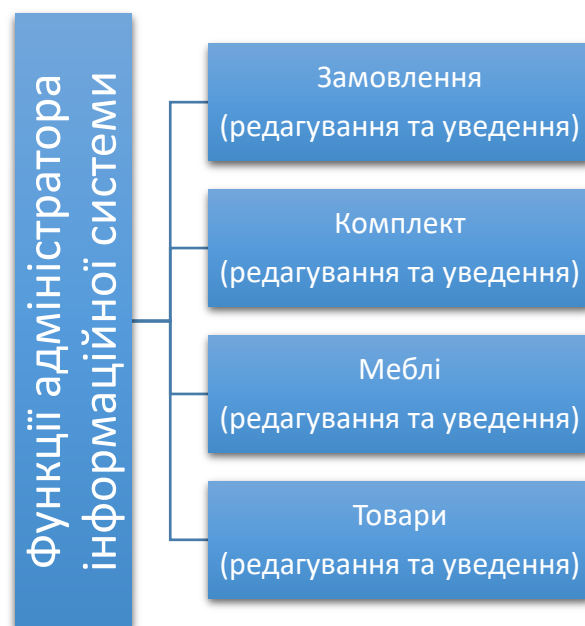 Функції адміністратора
інформаційної системи
Замовлення
(редагування та уведення)
Комплект
(редагування та уведення)
Меблі
(редагування та уведення)
Товари
(редагування та уведення)